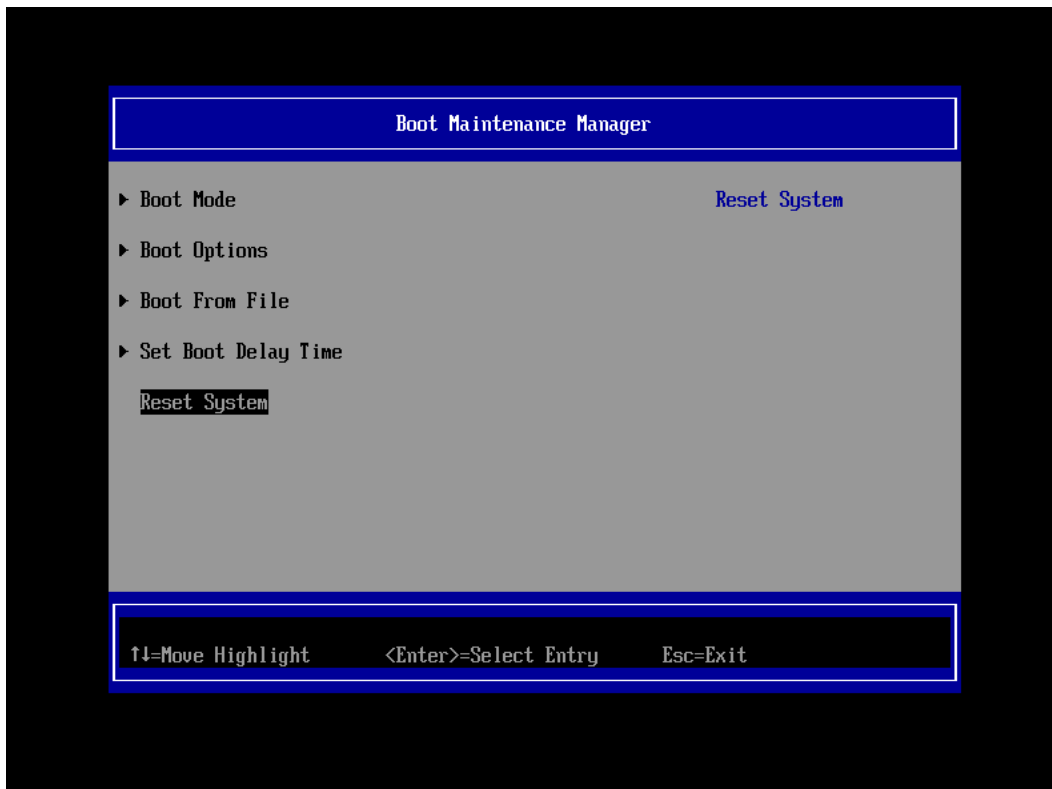 Boot Maintenance Manager
▶ Boot Mode Reset System
▶ Boot Options
▶ Boot From File
▶ Set Boot Delay Time
Reset System
↑↓=Move Highlight <Enter>=Select Entry Esc=Exit